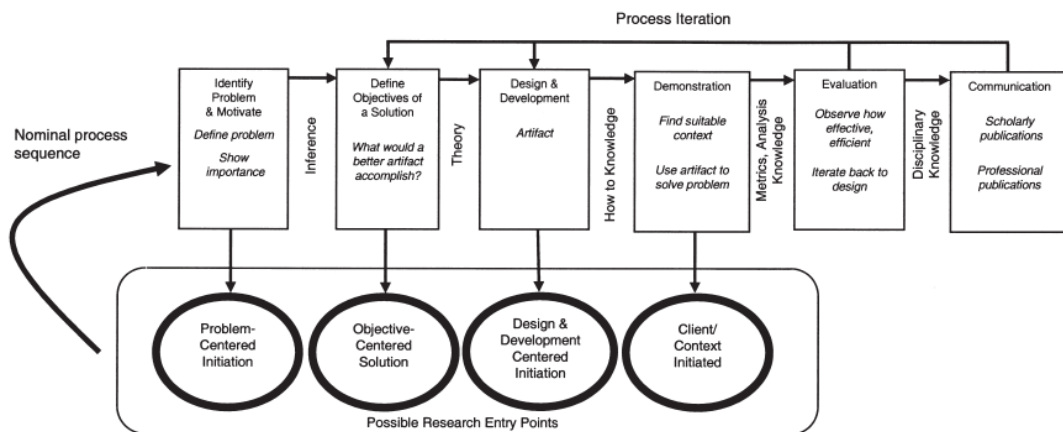 Process Iteration
Nominal process
sequence
Identify
Problem
& Motivate
Define problem
Show
importance
Inference
Define
Objectives of
a Solution
What would a
better artifact
accomplish?
Theory
Design &
Development
Artifact
How to Knowledge
Demonstration
Find suitable
context
Use artifact to
solve problem
Metrics, Analysis
Knowledge
Evaluation
Observe how
effective,
efficient
Iterate back to
design
Disciplinary
Knowledge
Communication
Scholarly
publications
Professional
publications
Problem-
Centered
Initiation
Objective-
Centered
Solution
Design &
Development
Centered
Initiation
Client/
Context
Initiated
Possible Research Entry Points